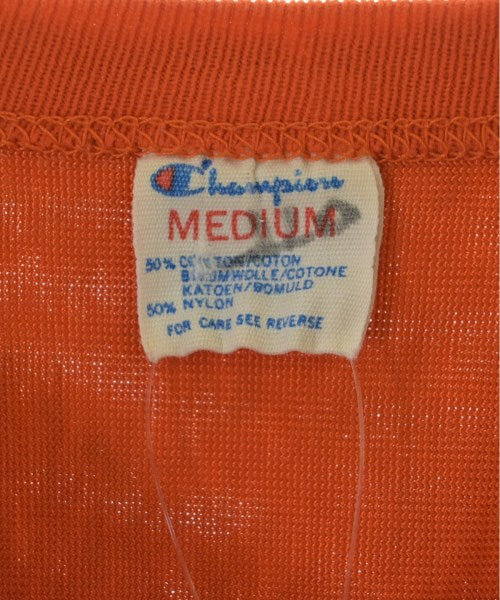 Champion
MEDIUM
50% COTTON/COTON
BAUMWOLLE/COTONE
KATOEN/BOMULD
50% NYLON
FOR CARE SEE REVERSE